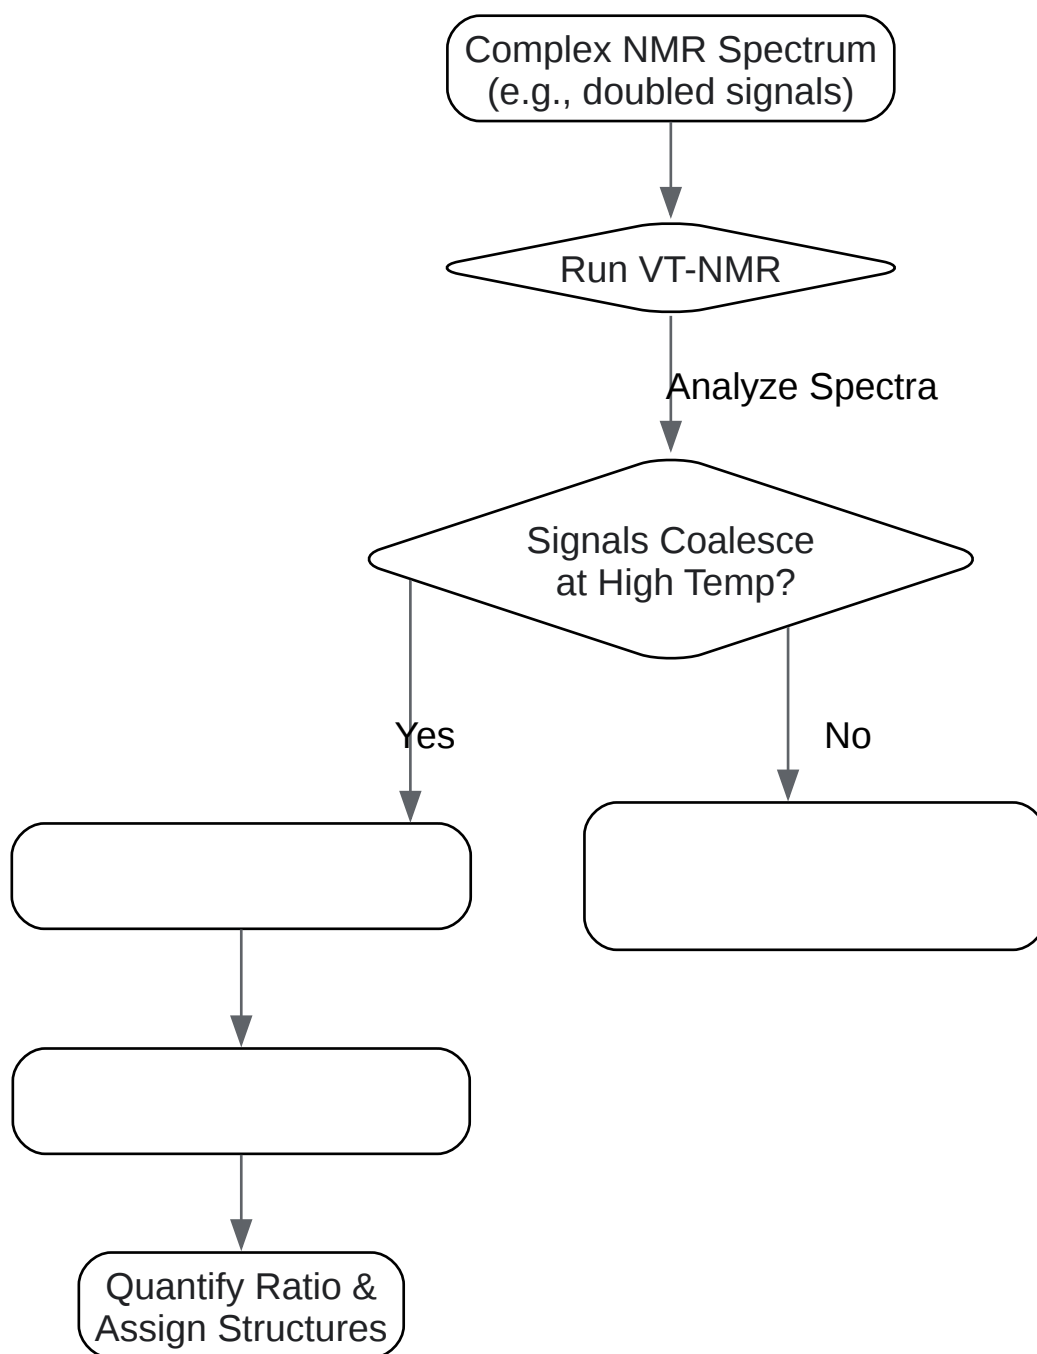 Complex NMR Spectrum
(e.g., doubled signals)
Run VT-NMR
Analyze Spectra
Signals Coalesce
at High Temp?
Yes
No
Quantify Ratio &
Assign Structures